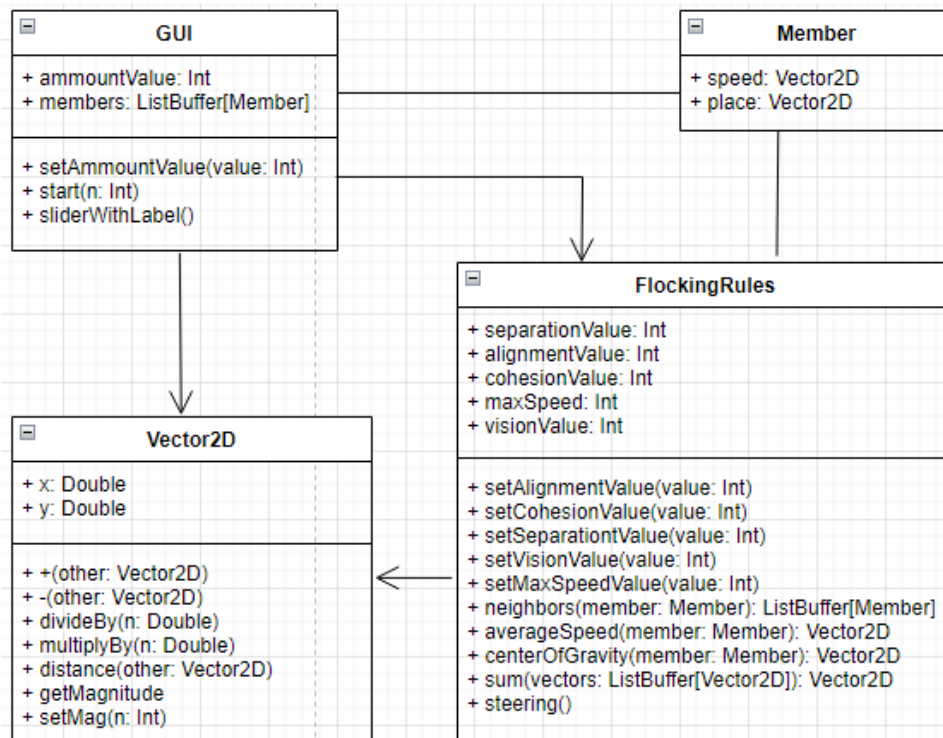 GUI
+ ammountValue: Int
+ members: ListBuffer[Member]
+ setAmmountValue(value: Int)
+ start(n: Int)
+ sliderWithLabel()
Member
+ speed: Vector2D
+ place: Vector2D
FlockingRules
+ separationValue: Int
+ alignmentValue: Int
+ cohesionValue: Int
+ maxSpeed: Int
+ visionValue: Int
+ setAlignmentValue(value: Int)
+ setCohesionValue(value: Int)
+ setSeparationtValue(value: Int)
+ setVisionValue(value: Int)
+ setMaxSpeedValue(value: Int)
+ neighbors(member: Member): ListBuffer[Member]
+ averageSpeed(member: Member): Vector2D
+ centerOfGravity(member: Member): Vector2D
+ sum(vectors: ListBuffer[Vector2D]): Vector2D
+ steering()
Vector2D
+ x: Double
+ y: Double
+ +(other: Vector2D)
+ -(other: Vector2D)
+ divideBy(n: Double)
+ multiplyBy(n: Double)
+ distance(other: Vector2D)
+ getMagnitude
+ setMag(n: Int)